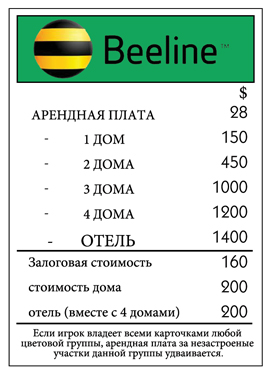 Beeline™
$
АРЕНДНАЯ ПЛАТА 28
- 1 ДОМ 150
- 2 ДОМА 450
- 3 ДОМА 1000
- 4 ДОМА 1200
- ОТЕЛЬ 1400
Залоговая стоимость 160
стоимость дома 200
отель (вместе с 4 домами) 200
Если игрок владеет всеми карточками любой
цветовой группы, арендная плата за незастроеные
участки данной группы удваивается.